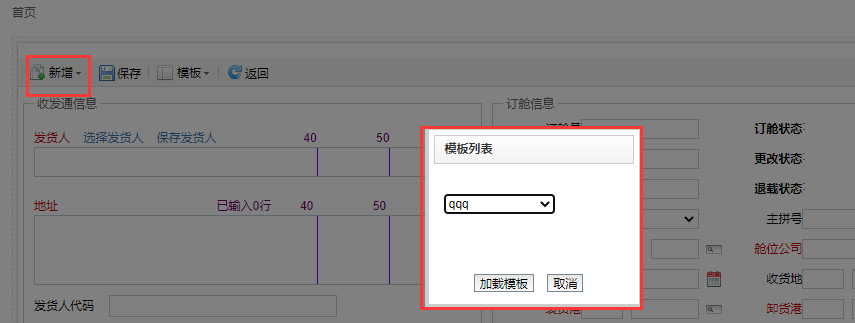 首页
新增 保存 模板 返回
收发通信息
订舱信息
发货人 选择发货人 保存发货人 40 50
地址 已输入0行 40 50
发货人代码
模板列表
qqq
加载模板 取消
订舱状态:
更改状态:
退载状态:
主拼号
舱位公司
收货地
装货港 卸货港